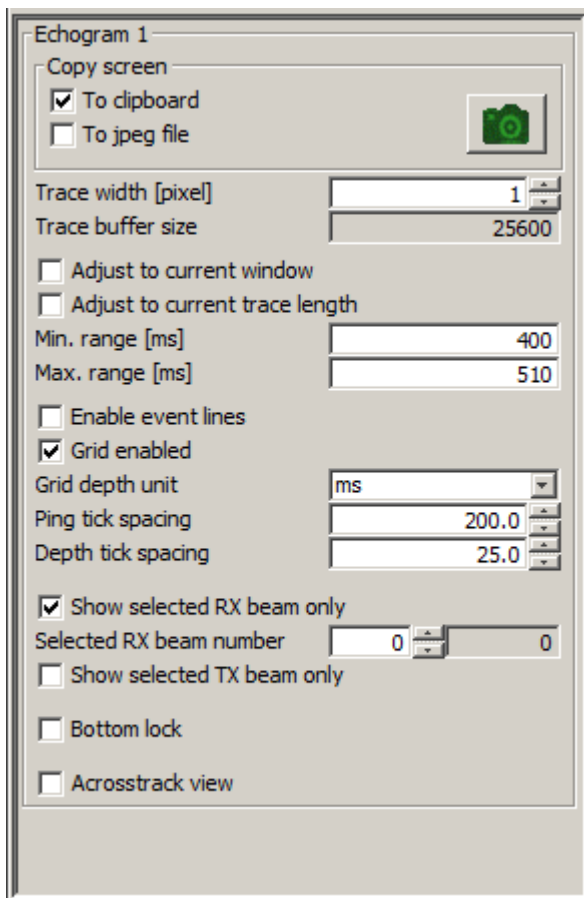 Echogram 1
Copy screen
To clipboard
To jpeg file
Trace width [pixel] 1
Trace buffer size 25600
Adjust to current window
Adjust to current trace length
Min. range [ms] 400
Max. range [ms] 510
Enable event lines
Grid enabled
Grid depth unit ms
Ping tick spacing 200.0
Depth tick spacing 25.0
Show selected RX beam only
Selected RX beam number 0 0
Show selected TX beam only
Bottom lock
Acrosstrack view